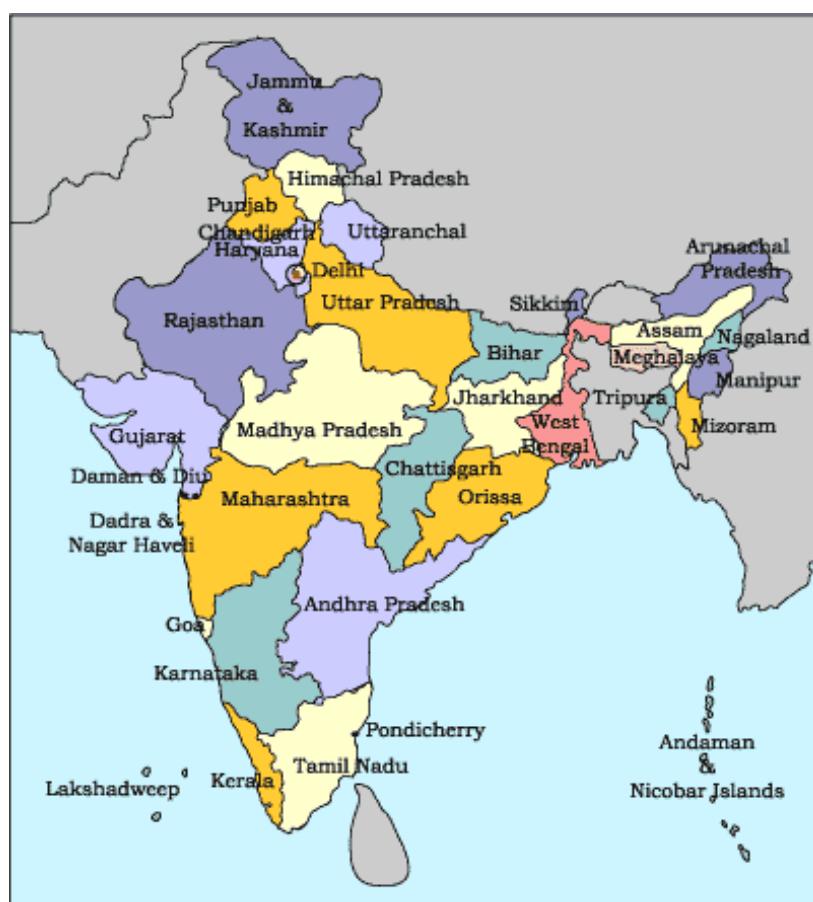 Jammu
&
Kashmir
Himachal Pradesh
Punjab
Chandigarh
Uttaranchal
Haryana
Arunachal
Pradesh
Delhi
Uttar Pradesh
Sikkim
Rajasthan
Assam
Nagaland
Bihar
Meghalaya
Manipur
Jharkhand
Tripura
Gujarat
Madhya Pradesh
West
Bengal
Mizoram
Chattisgarh
Daman & Diu
Maharashtra
Orissa
Dadra &
Nagar Haveli
Andhra Pradesh
Goa
Karnataka
Pondicherry
Andaman
&
Nicobar Islands
Tamil Nadu
Kerala
Lakshadweep